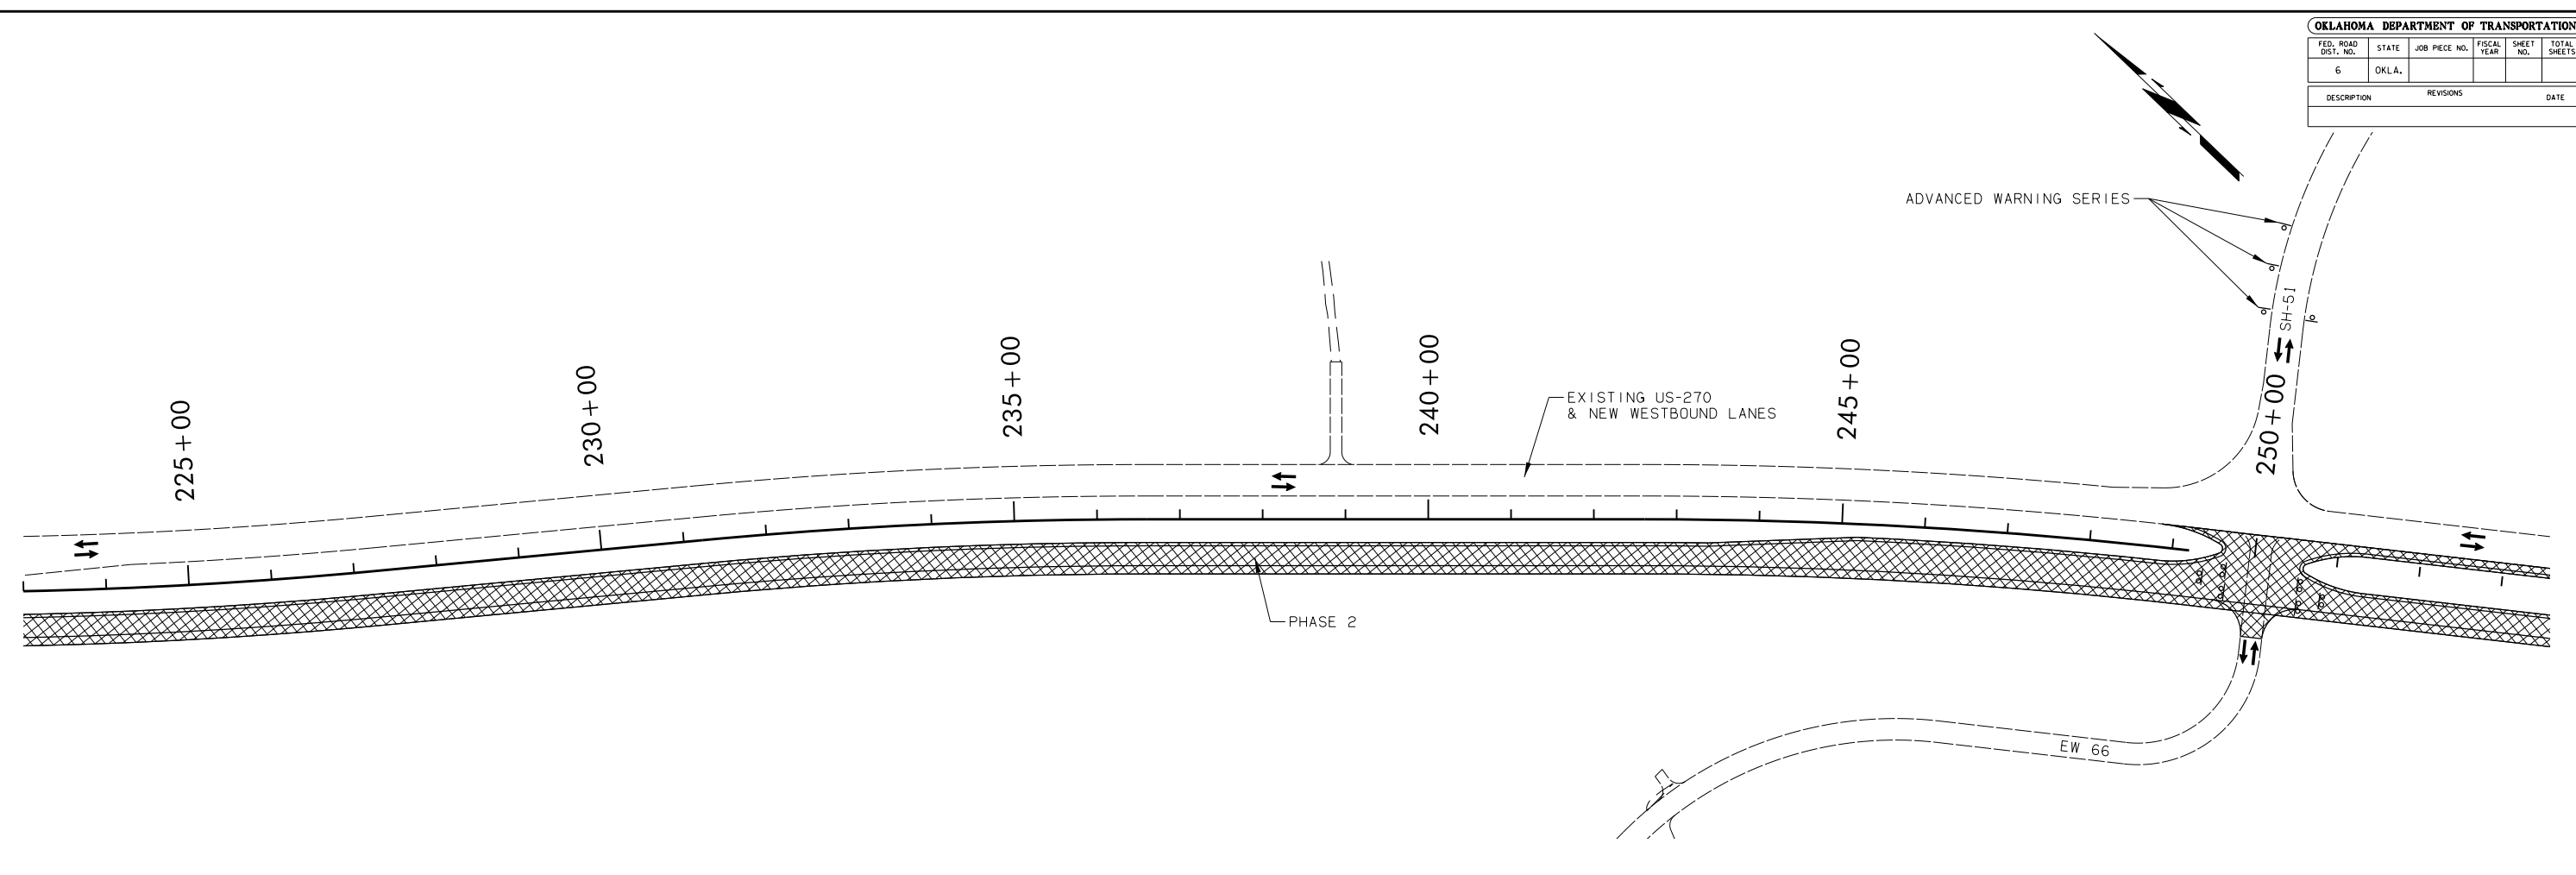 OKLAHOMA DEPARTMENT OF TRANSPORTATION
FED. ROAD DIST. NO. STATE JOB PIECE NO. FISCAL YEAR SHEET NO. TOTAL SHEETS
6 OKLA.
DESCRIPTION REVISIONS DATE
ADVANCED WARNING SERIES
SH-51
225+00
230+00
235+00
240+00
245+00
250+00
EXISTING US-270
& NEW WESTBOUND LANES
PHASE 2
EW 66